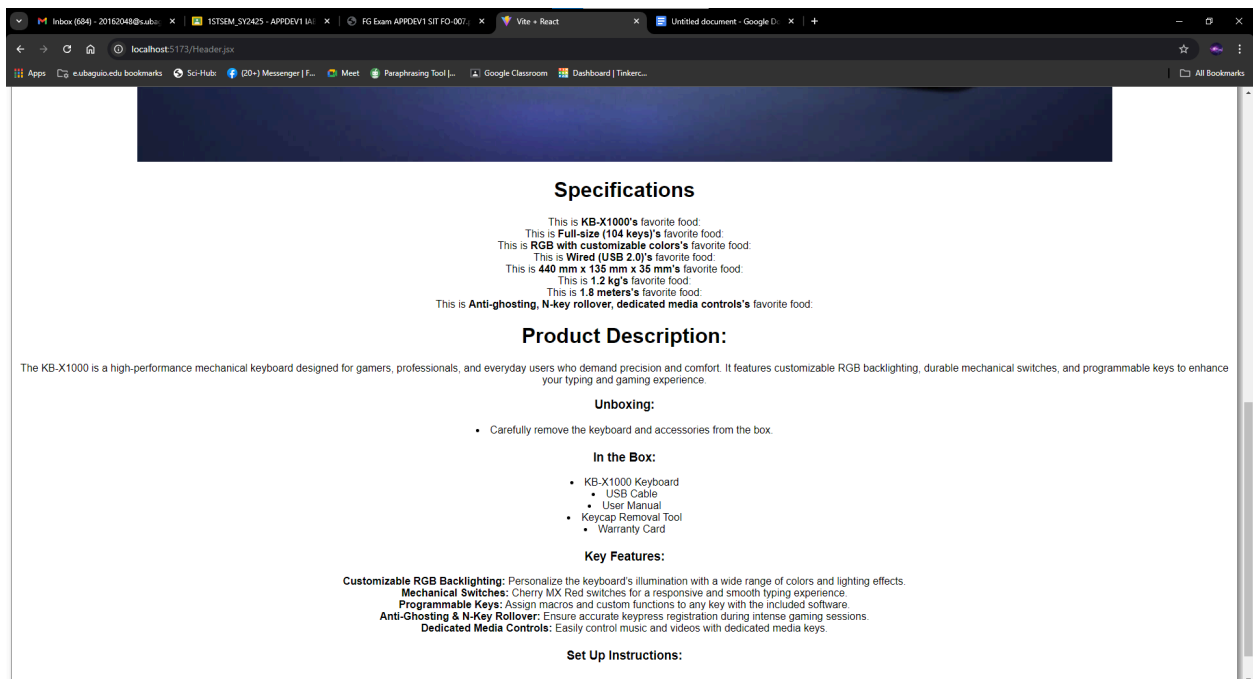 Inbox (684) - 20162048@s.uba
1STSEM_SY2425 - APPDEV1 IAE
FG Exam APPDEV1 SIT FO-007.
Vite + React
Untitled document - Google Do
localhost:5173/Header.jsx
Apps
e.ubaguio.edu bookmarks
Sci-Hub:
(20+) Messenger | F...
Meet
Paraphrasing Tool |...
Google Classroom
Dashboard | Tinkerc...
All Bookmarks
Specifications
This is KB-X1000's favorite food:
This is Full-size (104 keys)'s favorite food:
This is RGB with customizable colors's favorite food:
This is Wired (USB 2.0)'s favorite food:
This is 440 mm x 135 mm x 35 mm's favorite food:
This is 1.2 kg's favorite food:
This is 1.8 meters's favorite food:
This is Anti-ghosting, N-key rollover, dedicated media controls's favorite food:
Product Description:
The KB-X1000 is a high-performance mechanical keyboard designed for gamers, professionals, and everyday users who demand precision and comfort. It features customizable RGB backlighting, durable mechanical switches, and programmable keys to enhance
your typing and gaming experience.
Unboxing:
• Carefully remove the keyboard and accessories from the box.
In the Box:
• KB-X1000 Keyboard
• USB Cable
• User Manual
• Keycap Removal Tool
• Warranty Card
Key Features:
Customizable RGB Backlighting: Personalize the keyboard's illumination with a wide range of colors and lighting effects.
Mechanical Switches: Cherry MX Red switches for a responsive and smooth typing experience.
Programmable Keys: Assign macros and custom functions to any key with the included software.
Anti-Ghosting & N-Key Rollover: Ensure accurate keypress registration during intense gaming sessions.
Dedicated Media Controls: Easily control music and videos with dedicated media keys.
Set Up Instructions: